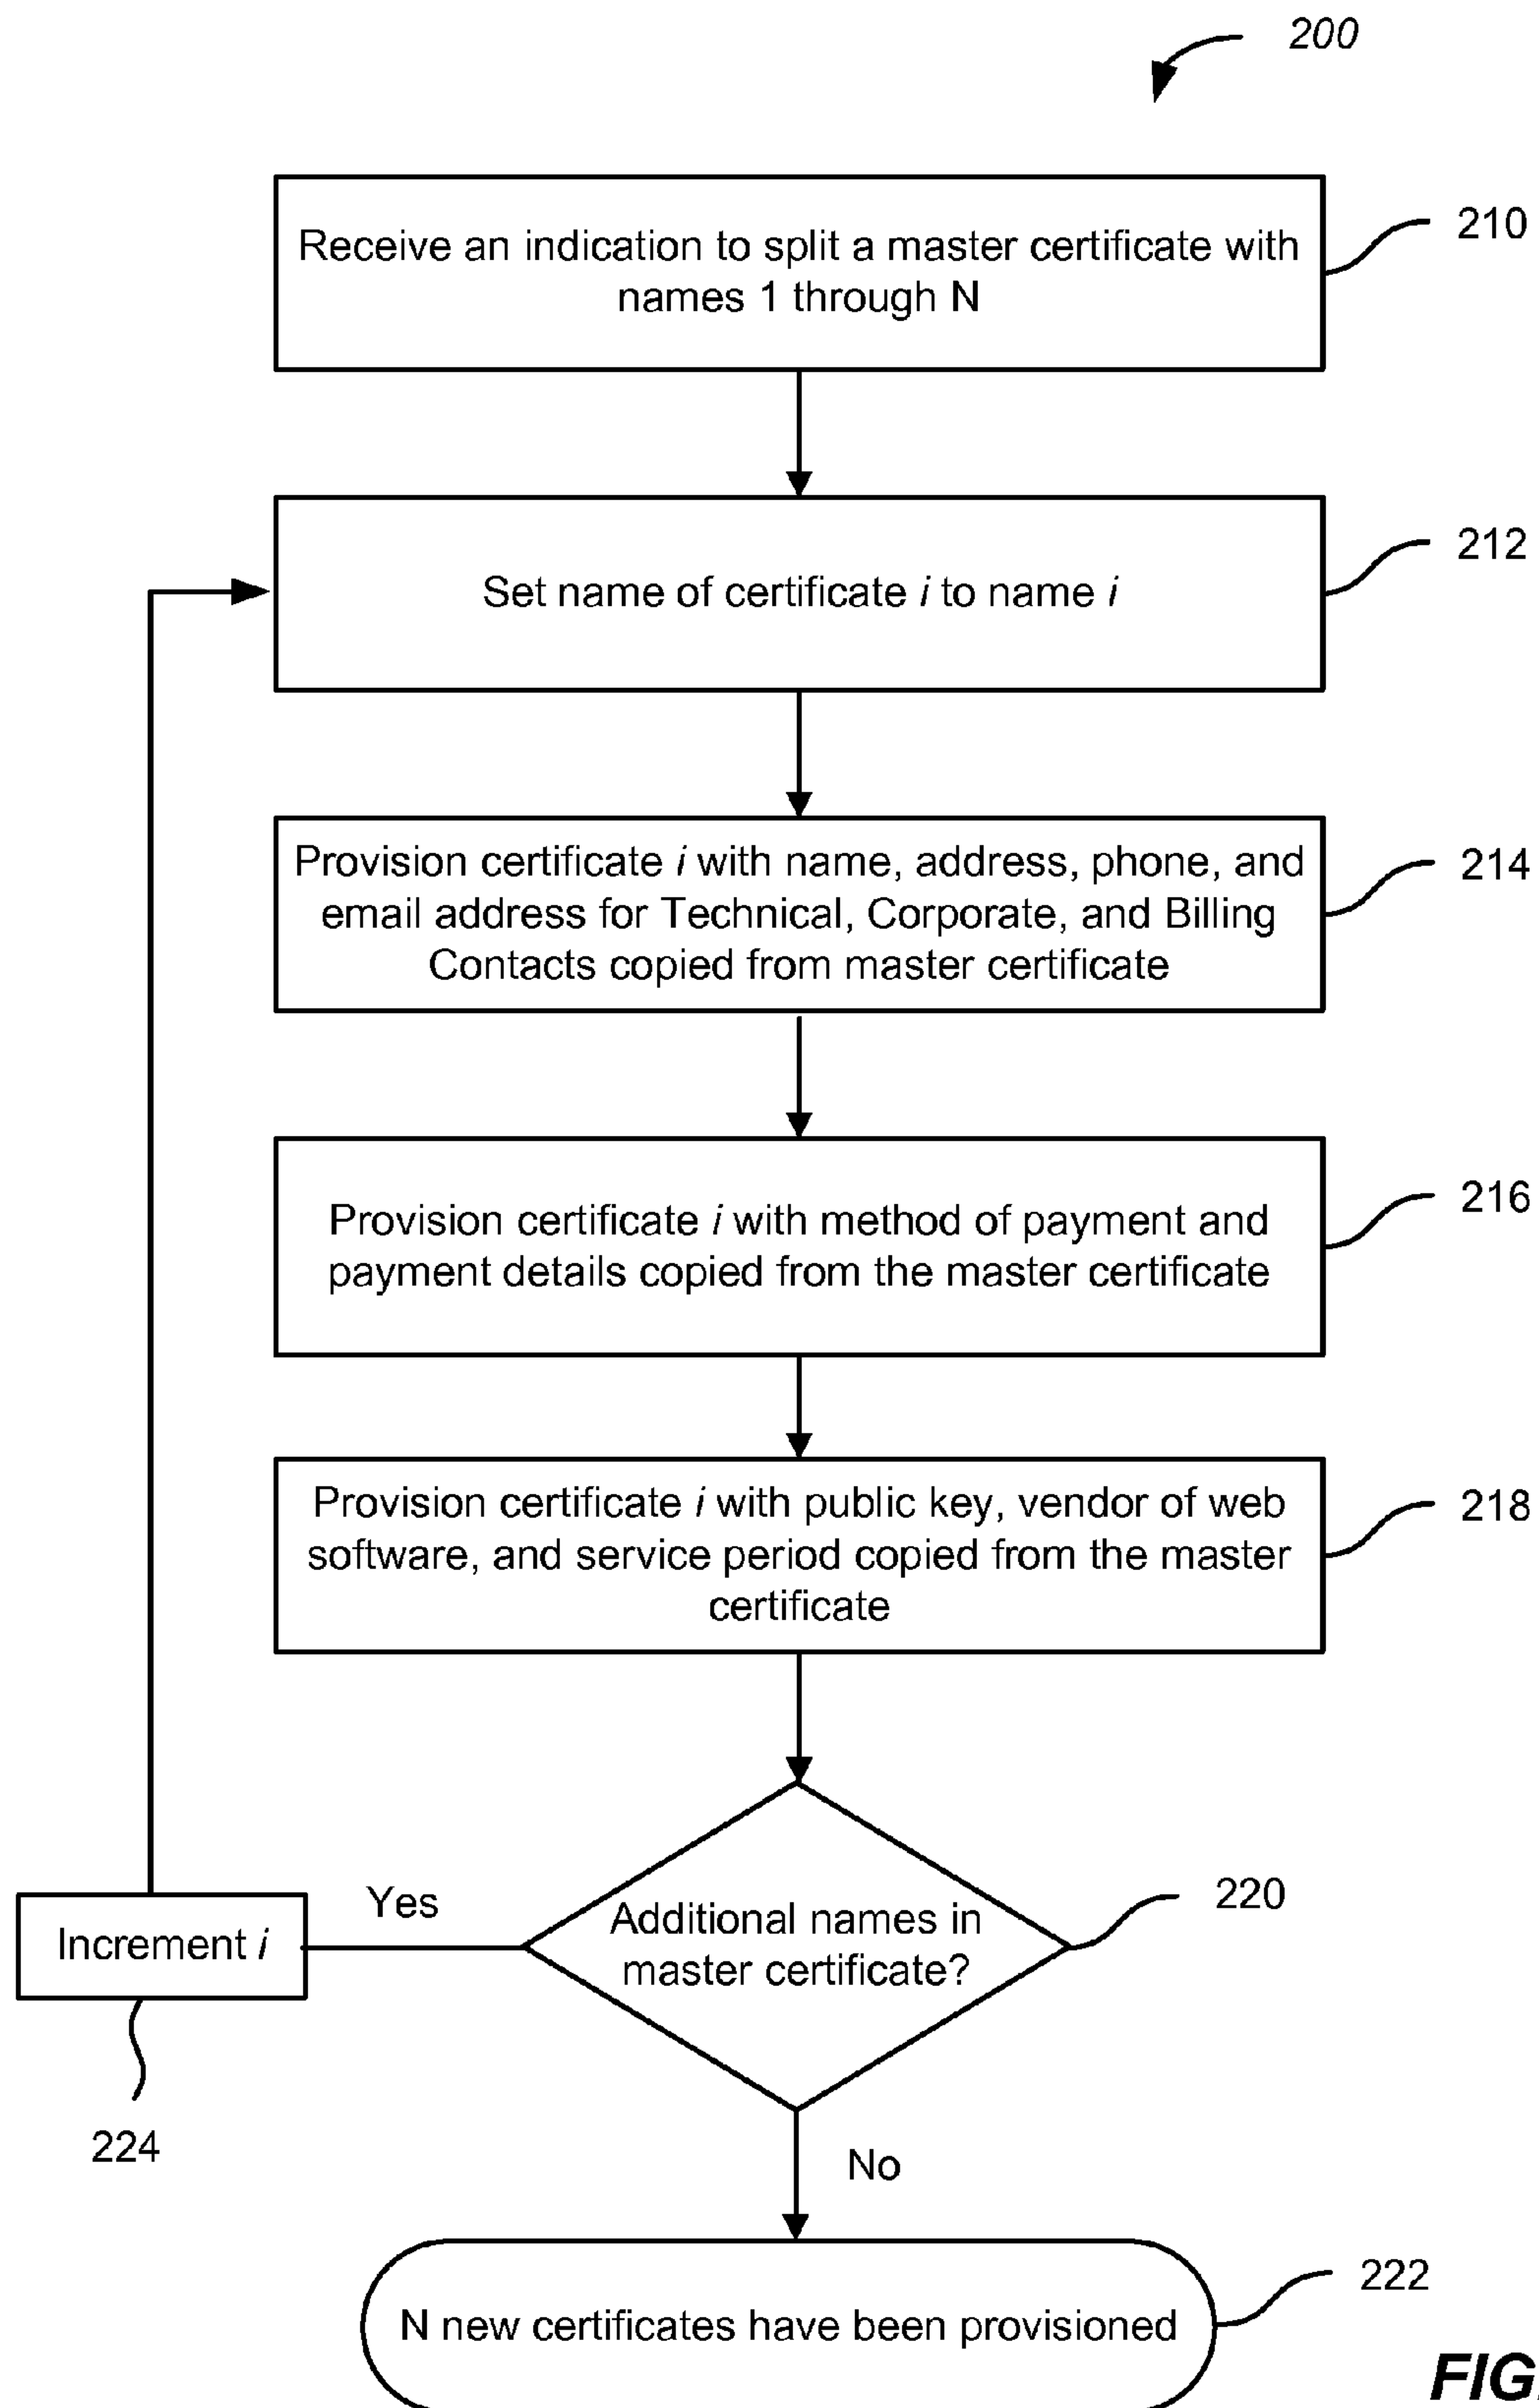 200
Receive an indication to split a master certificate with
names 1 through N
210
Set name of certificate i to name i
212
Provision certificate i with name, address, phone, and
email address for Technical, Corporate, and Billing
Contacts copied from master certificate
214
Provision certificate i with method of payment and
payment details copied from the master certificate
216
Provision certificate i with public key, vendor of web
software, and service period copied from the master
certificate
218
Additional names in
master certificate?
220
Yes
Increment i
224
No
N new certificates have been provisioned
222
FIG.